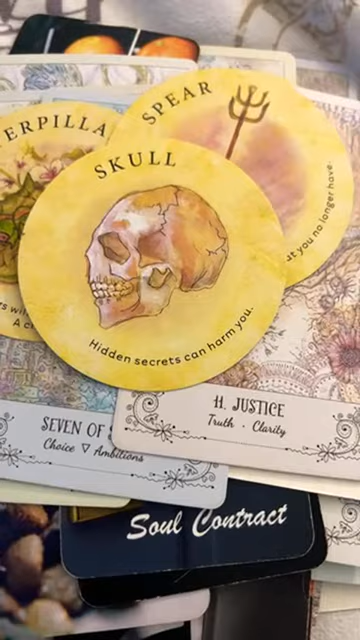 SPEAR
SKULL
Hidden secrets can harm you.
you no longer have.
11. JUSTICE
Truth · Clarity
SEVEN OF
Choice ▽ Ambitions
Soul Contract